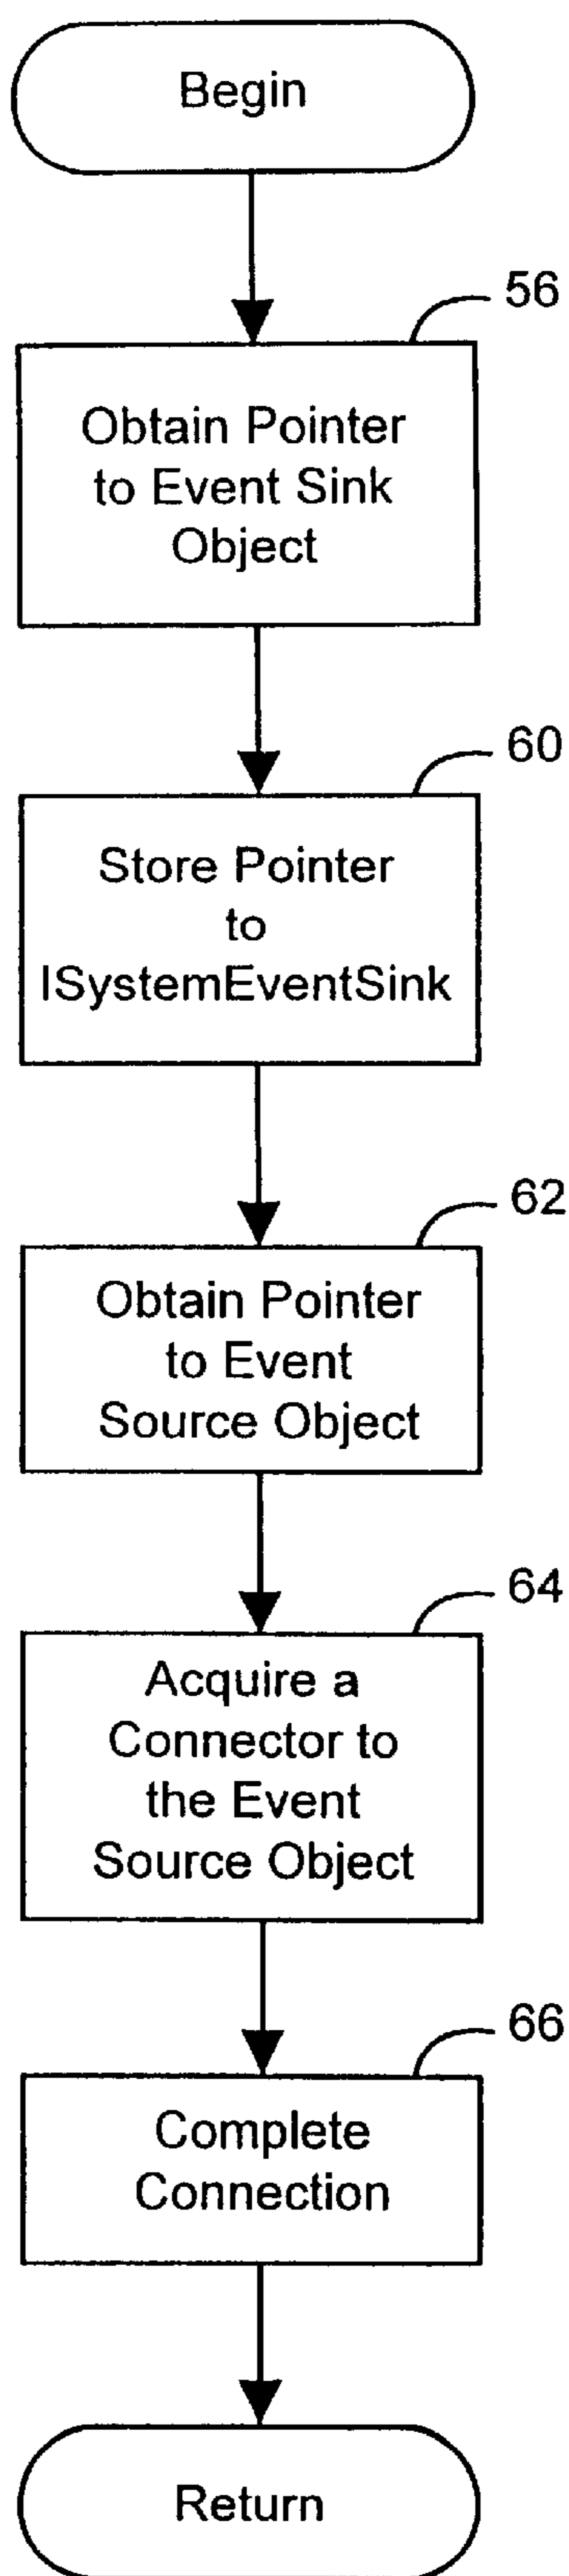 Begin
56
Obtain Pointer
to Event Sink
Object
60
Store Pointer
to
ISystemEventSink
62
Obtain Pointer
to Event
Source Object
64
Acquire a
Connector to
the Event
Source Object
66
Complete
Connection
Return